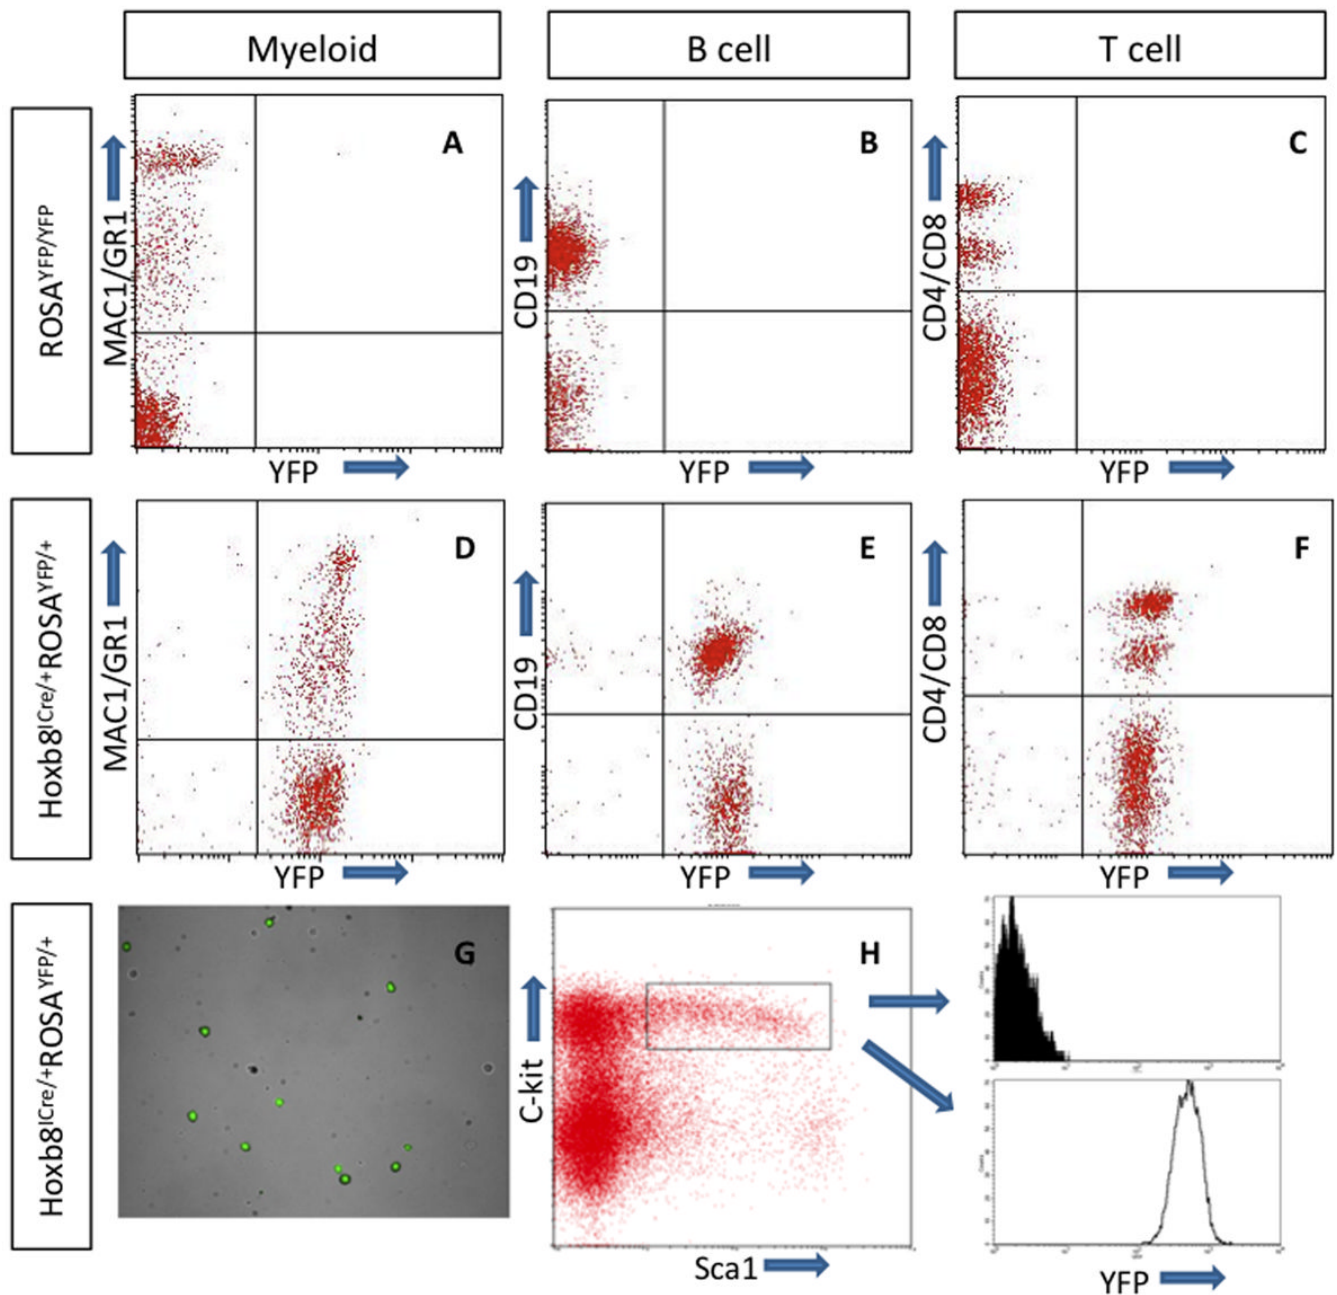 Myeloid
B cell
T cell
ROSA^YFP/YFP
MAC1/GR1
A
YFP
CD19
B
YFP
CD4/CD8
C
YFP
Hoxb8^ICre/+ROSA^YFP/+
MAC1/GR1
D
YFP
CD19
E
YFP
CD4/CD8
F
YFP
Hoxb8^ICre/+ROSA^YFP/+
G
C-kit
H
Sca1
YFP